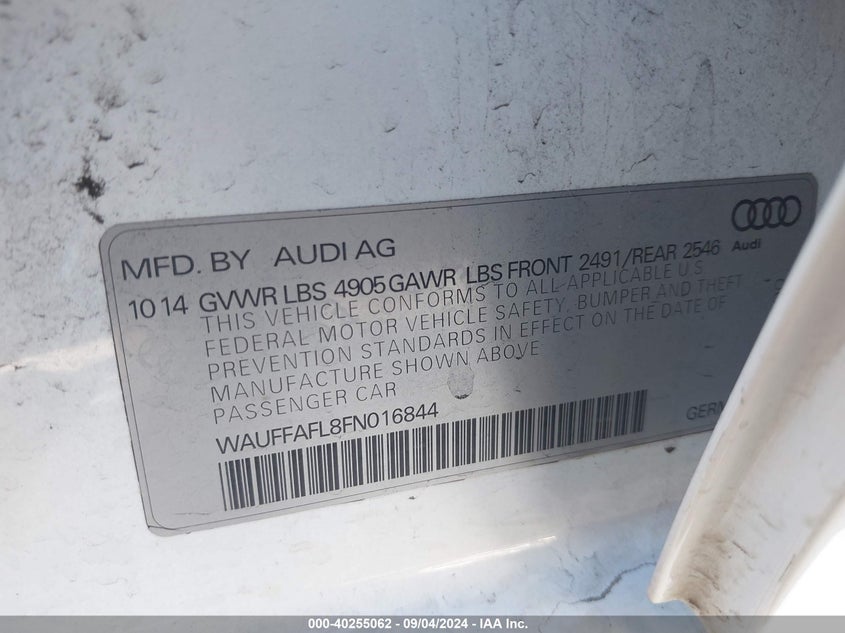 Audi
MFD. BY AUDI AG
10 14 GVWR LBS 4905 GAWR LBS FRONT 2491/REAR 2546
THIS VEHICLE CONFORMS TO ALL APPLICABLE U S
FEDERAL MOTOR VEHICLE SAFETY, BUMPER AND THEFT
PREVENTION STANDARDS IN EFFECT ON THE DATE OF
MANUFACTURE SHOWN ABOVE
PASSENGER CAR
WAUFFAFL8FN016844
000-40255062 - 09/04/2024 - IAA Inc.